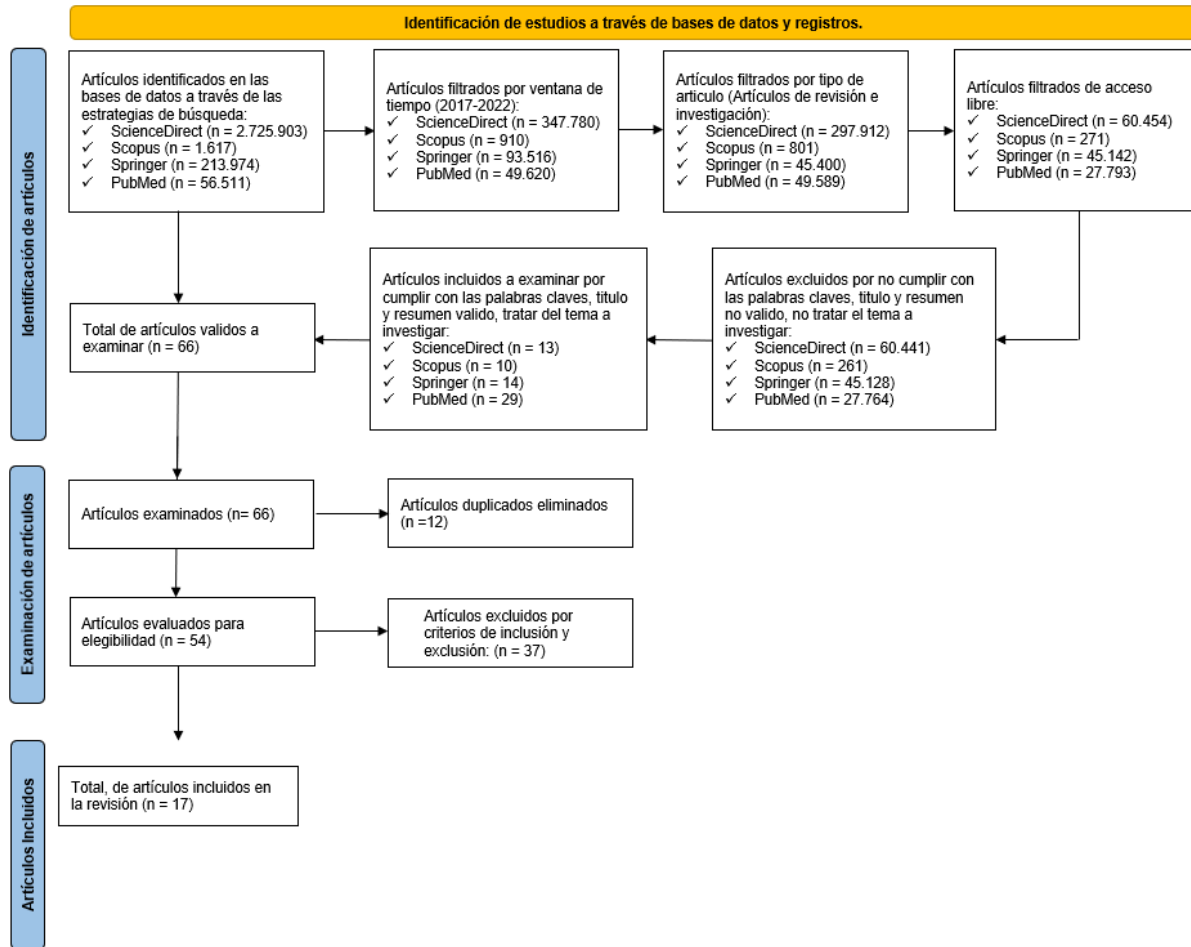 Identificación de estudios a través de bases de datos y registros.
Identificación de artículos
Artículos identificados en las
bases de datos a través de las
estrategias de búsqueda:
✓ ScienceDirect (n = 2.725.903)
✓ Scopus (n = 1.617)
✓ Springer (n = 213.974)
✓ PubMed (n = 56.511)
Artículos filtrados por ventana de
tiempo (2017-2022):
✓ ScienceDirect (n = 347.780)
✓ Scopus (n = 910)
✓ Springer (n = 93.516)
✓ PubMed (n = 49.620)
Artículos filtrados por tipo de
articulo (Artículos de revisión e
investigación):
✓ ScienceDirect (n = 297.912)
✓ Scopus (n = 801)
✓ Springer (n = 45.400)
✓ PubMed (n = 49.589)
Artículos filtrados de acceso
libre:
✓ ScienceDirect (n = 60.454)
✓ Scopus (n = 271)
✓ Springer (n = 45.142)
✓ PubMed (n = 27.793)
Artículos excluidos por no cumplir con
las palabras claves, titulo y resumen
no valido, no tratar el tema a
investigar:
✓ ScienceDirect (n = 60.441)
✓ Scopus (n = 261)
✓ Springer (n = 45.128)
✓ PubMed (n = 27.764)
Artículos incluidos a examinar por
cumplir con las palabras claves, titulo
y resumen valido, tratar del tema a
investigar:
✓ ScienceDirect (n = 13)
✓ Scopus (n = 10)
✓ Springer (n = 14)
✓ PubMed (n = 29)
Total de artículos validos a
examinar (n = 66)
Examinación de artículos
Artículos examinados (n= 66)
Artículos duplicados eliminados
(n =12)
Artículos evaluados para
elegibilidad (n = 54)
Artículos excluidos por
criterios de inclusión y
exclusión: (n = 37)
Artículos Incluidos
Total, de artículos incluidos en
la revisión (n = 17)